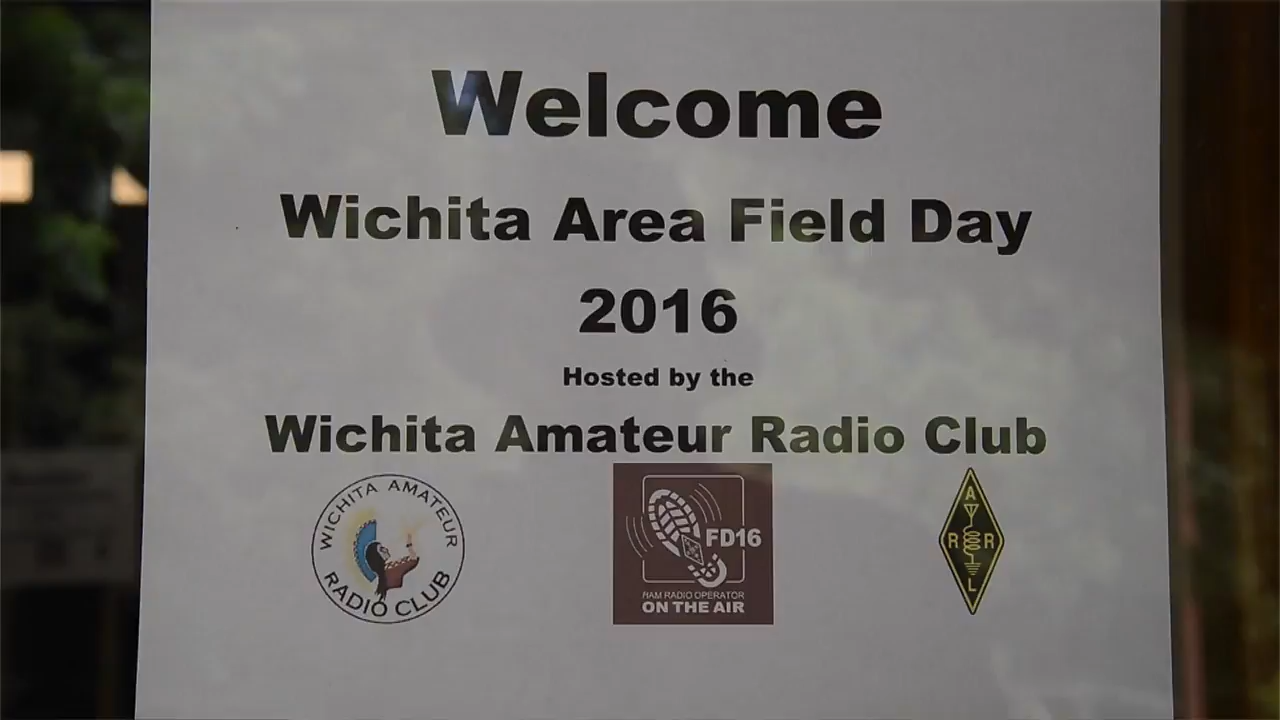 Welcome
Wichita Area Field Day
2016
Hosted by the
Wichita Amateur Radio Club
WICHITA AMATEUR
RADIO CLUB
FD16
HAM RADIO OPERATOR
ON THE AIR
A
R R
L